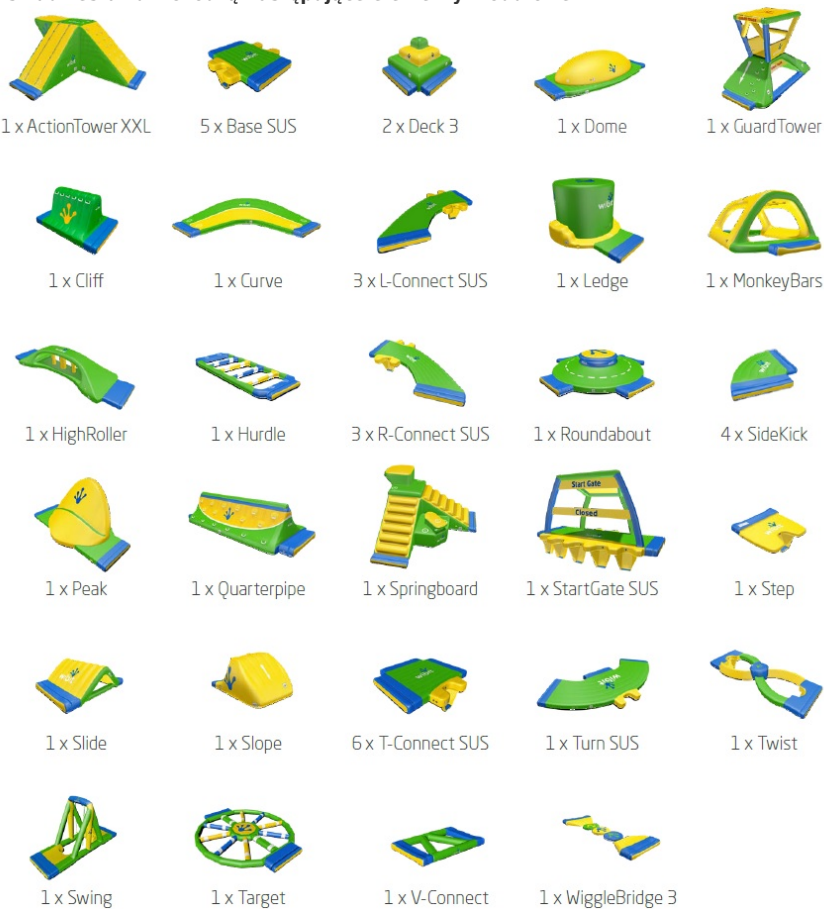 1 x ActionTower XXL
5 x Base SUS
2 x Deck 3
1 x Dome
1 x GuardTower
1 x Cliff
1 x Curve
3 x L-Connect SUS
1 x Ledge
1 x MonkeyBars
1 x HighRoller
1 x Hurdle
3 x R-Connect SUS
1 x Roundabout
4 x SideKick
Start Gate
Closed
1 x Peak
1 x Quarterpipe
1 x Springboard
1 x StartGate SUS
1 x Step
1 x Slide
1 x Slope
6 x T-Connect SUS
1 x Turn SUS
1 x Twist
1 x Swing
1 x Target
1 x V-Connect
1 x WiggleBridge 3